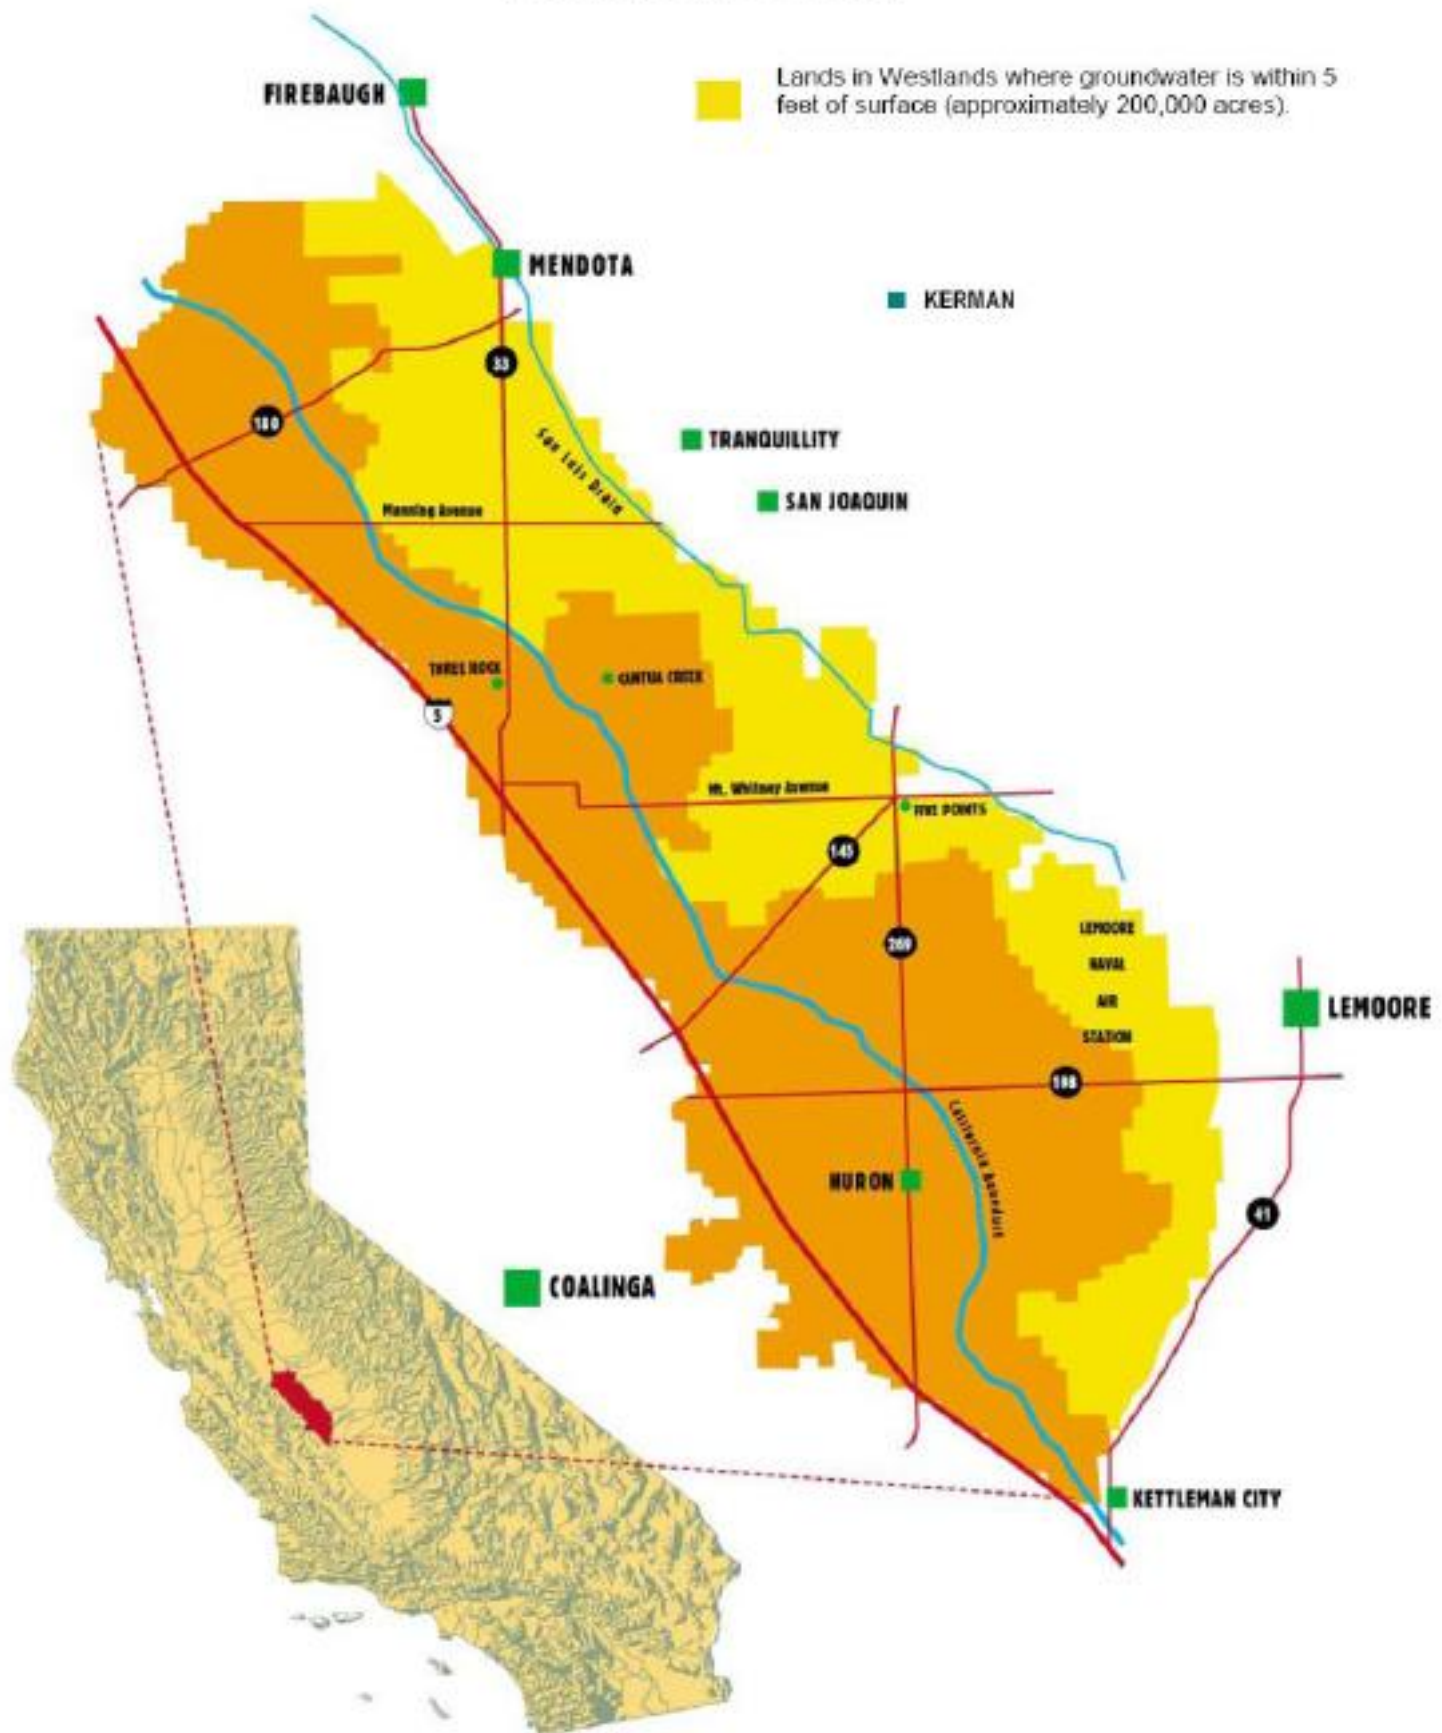 Lands in Westlands where groundwater is within 5
feet of surface (approximately 200,000 acres).
FIREBAUGH
MENDOTA
KERMAN
33
180
TRANQUILLITY
San Luis Drain
SAN JOAQUIN
Manning Avenue
THREE ROCK
CANTUA CREEK
5
Mt. Whitney Avenue
FIVE POINTS
145
269
LEMOORE
NAVAL
AIR
STATION
LEMOORE
198
California Aqueduct
HURON
41
COALINGA
KETTLEMAN CITY